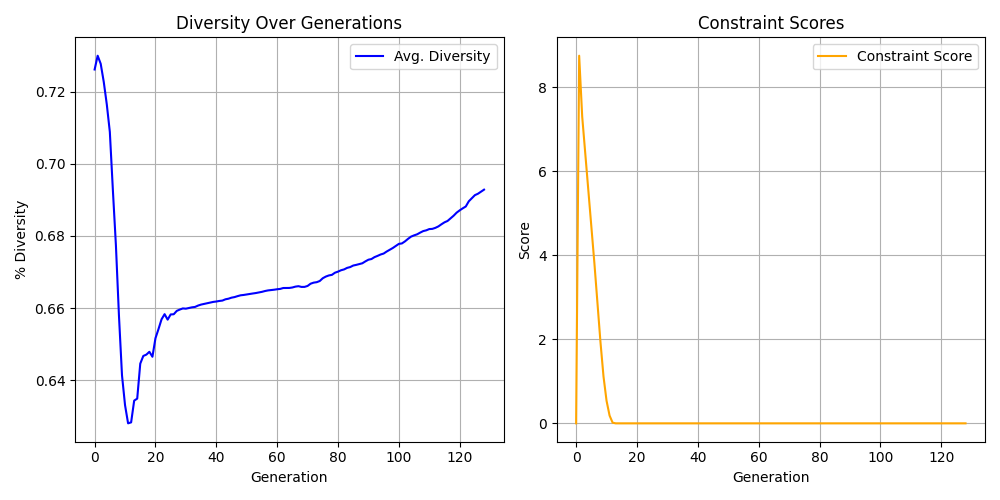 Diversity Over Generations
Avg. Diversity
% Diversity
0.72
0.70
0.68
0.66
0.64
0 20 40 60 80 100 120
Generation
Constraint Scores
Constraint Score
Score
8
6
4
2
0
0 20 40 60 80 100 120
Generation